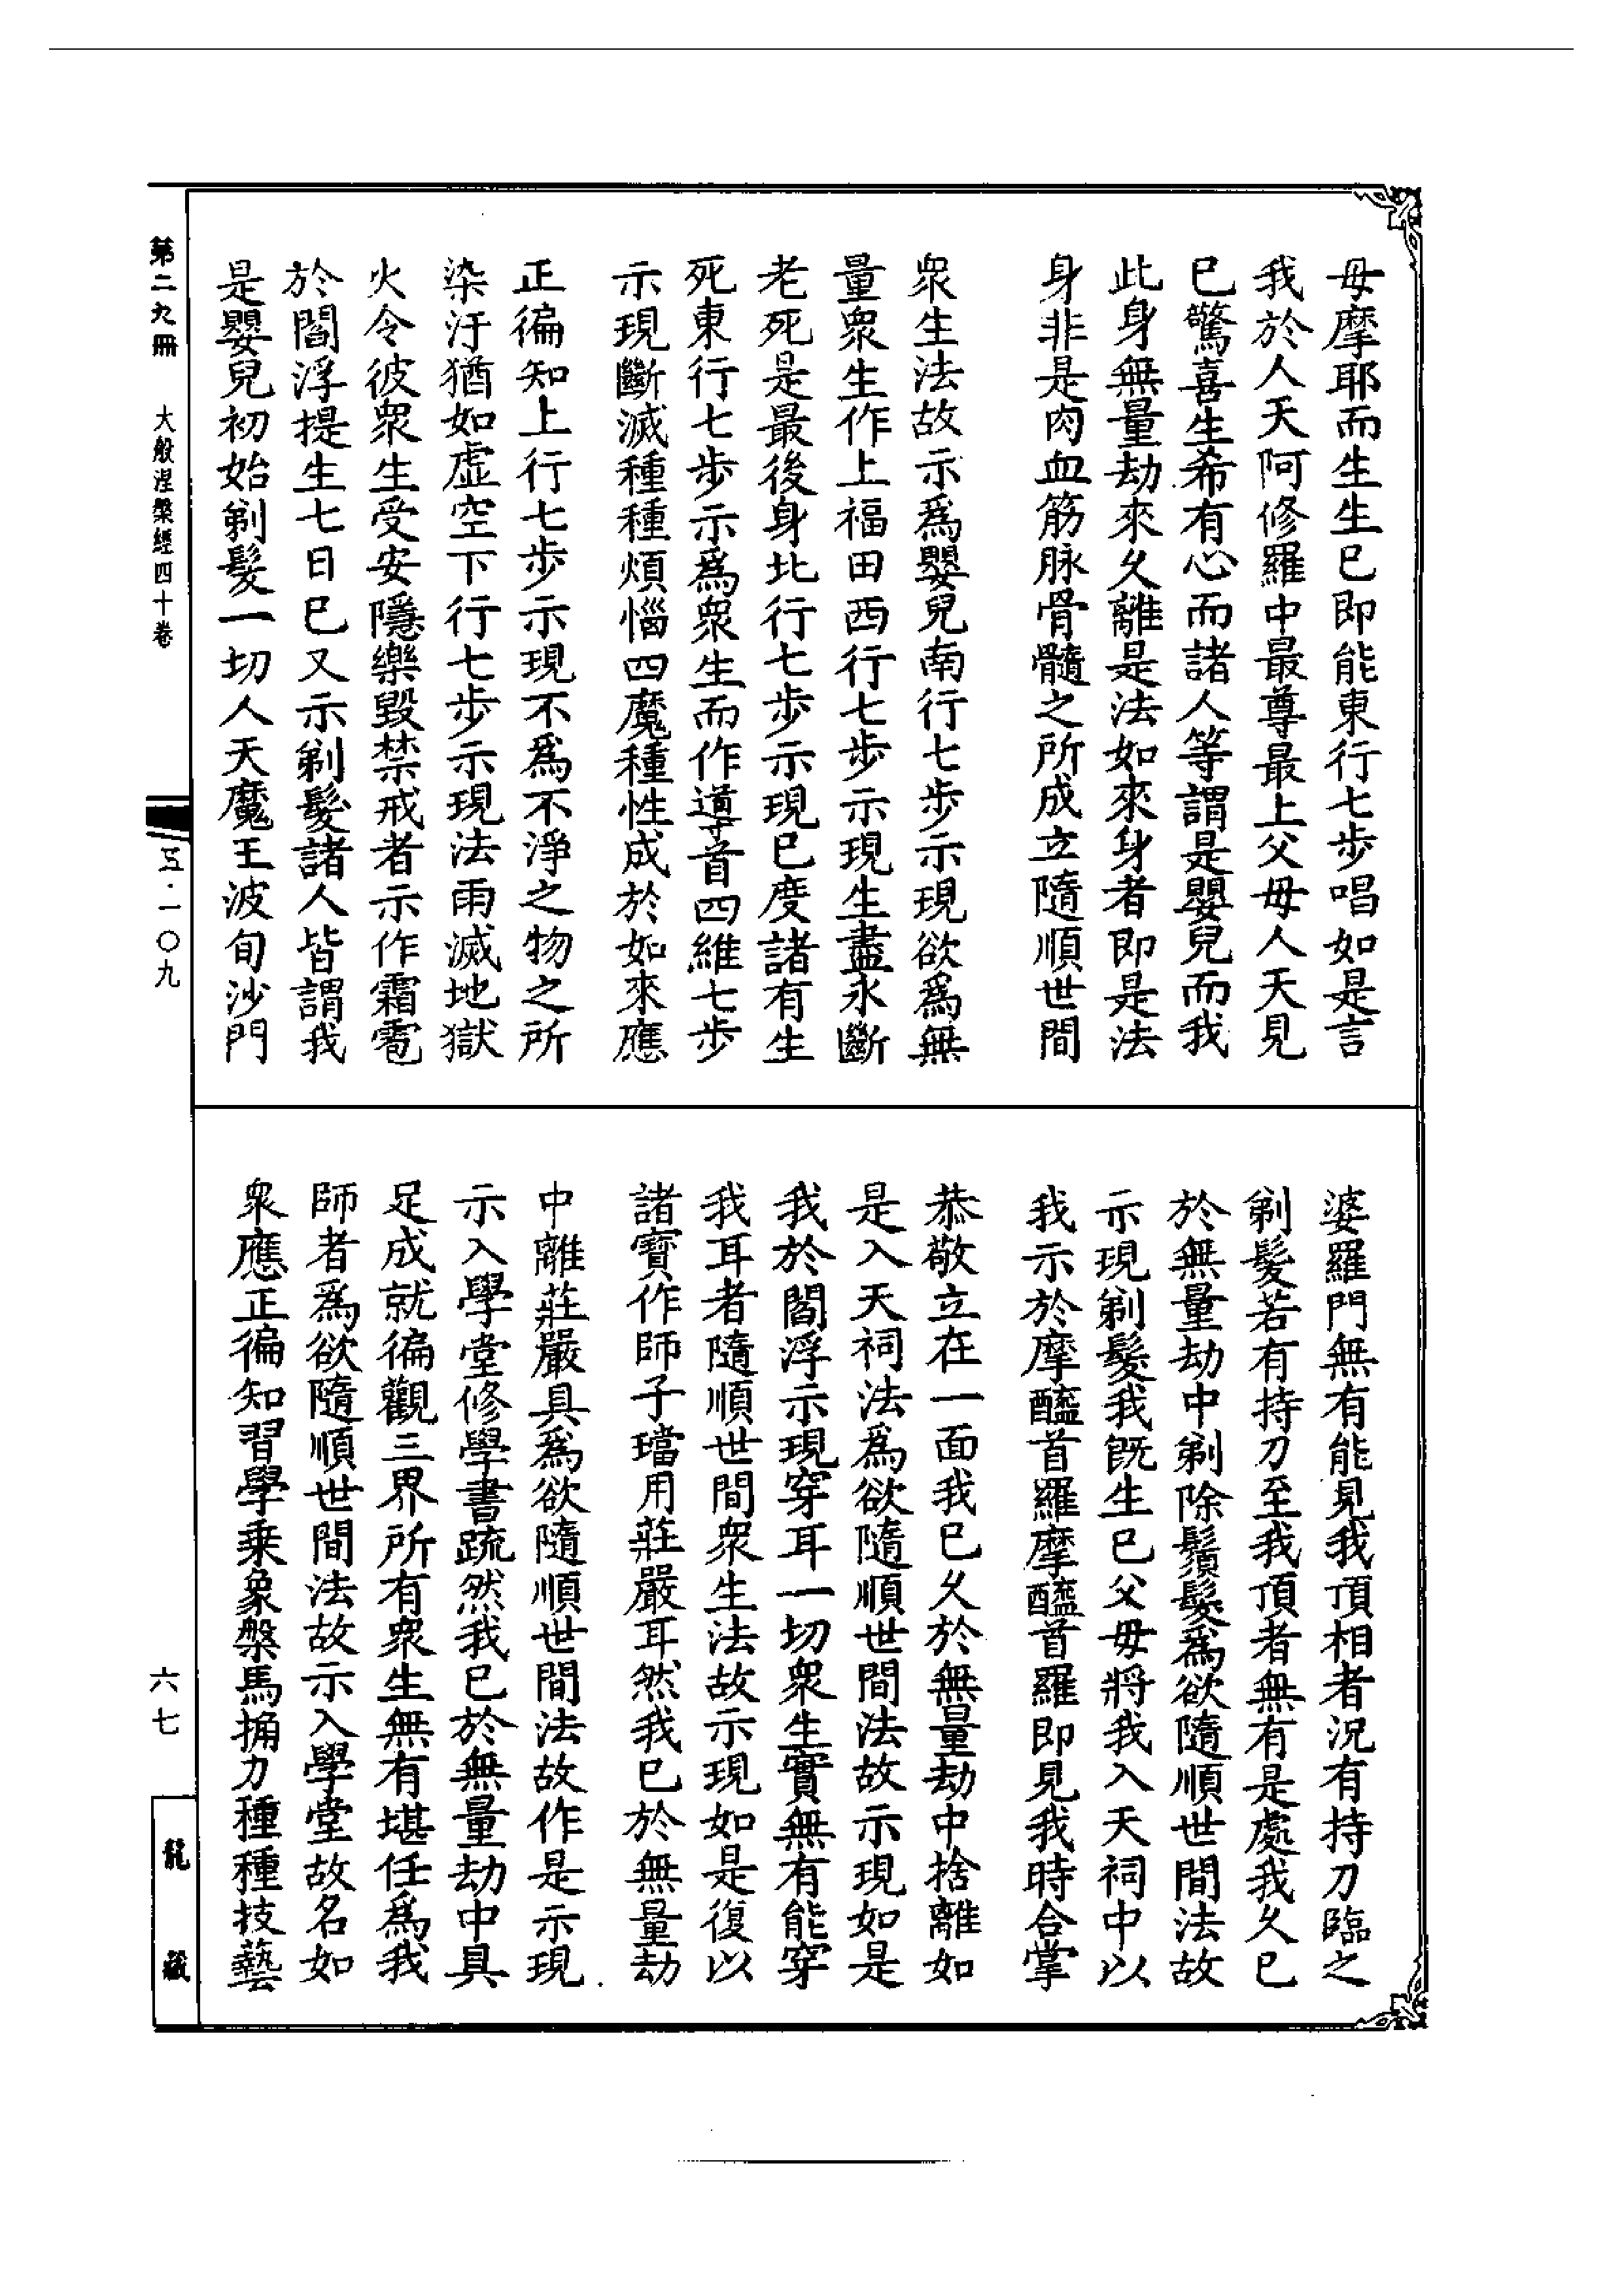 母摩耶而生生已即能東行七步唱如是言
我於人天阿修羅中最尊最上父母人天見
已驚喜生希有心而諸人等謂是嬰兒而我
此身無量劫來久離是法如來身者即是法
身非是肉血筋脉骨髓之所成立隨順世間
衆生法故示爲嬰兒南行七步示現欲爲無
量衆生作上福田西行七步示現生盡永斷
老死是最後身北行七步示現已度諸有生
死東行七步示爲衆生而作導首四維七步
示現斷滅種種煩惱四魔種性成於如來應
正徧知上行七步示現不爲不淨之物之所
染汙猶如虛空下行七步示現法雨滅地獄
火令彼衆生受安隱樂毀禁戒者示作霜雹
於閻浮提生七日已又示剃髮諸人皆謂我
是嬰兒初始剃髮一切人天魔王波旬沙門
婆羅門無有能見我頂相者況有持刀臨之
剃髮若有持刀至我頂者無有是處我久已
於無量劫中剃除鬚髮爲欲隨順世間法故
示現剃髮我旣生已父母將我入天祠中以
我示於摩醯首羅摩醯首羅即見我時合掌
恭敬立在一面我已久於無量劫中捨離如
是入天祠法爲欲隨順世間法故示現如是
我於閻浮示現穿耳一切衆生實無有能穿
我耳者隨順世間衆生法故示現如是復以
諸寶作師子璫用莊嚴耳然我已於無量劫
中離莊嚴具爲欲隨順世間法故作是示現
示入學堂修學書疏然我已於無量劫中具
足成就徧觀三界所有衆生無有堪任爲我
師者爲欲隨順世間法故示入學堂故名如
衆應正徧知習學乘象槃馬捔力種種技藝
第二九冊 大般涅槃經四十卷 五·一〇九
六七
龍藏